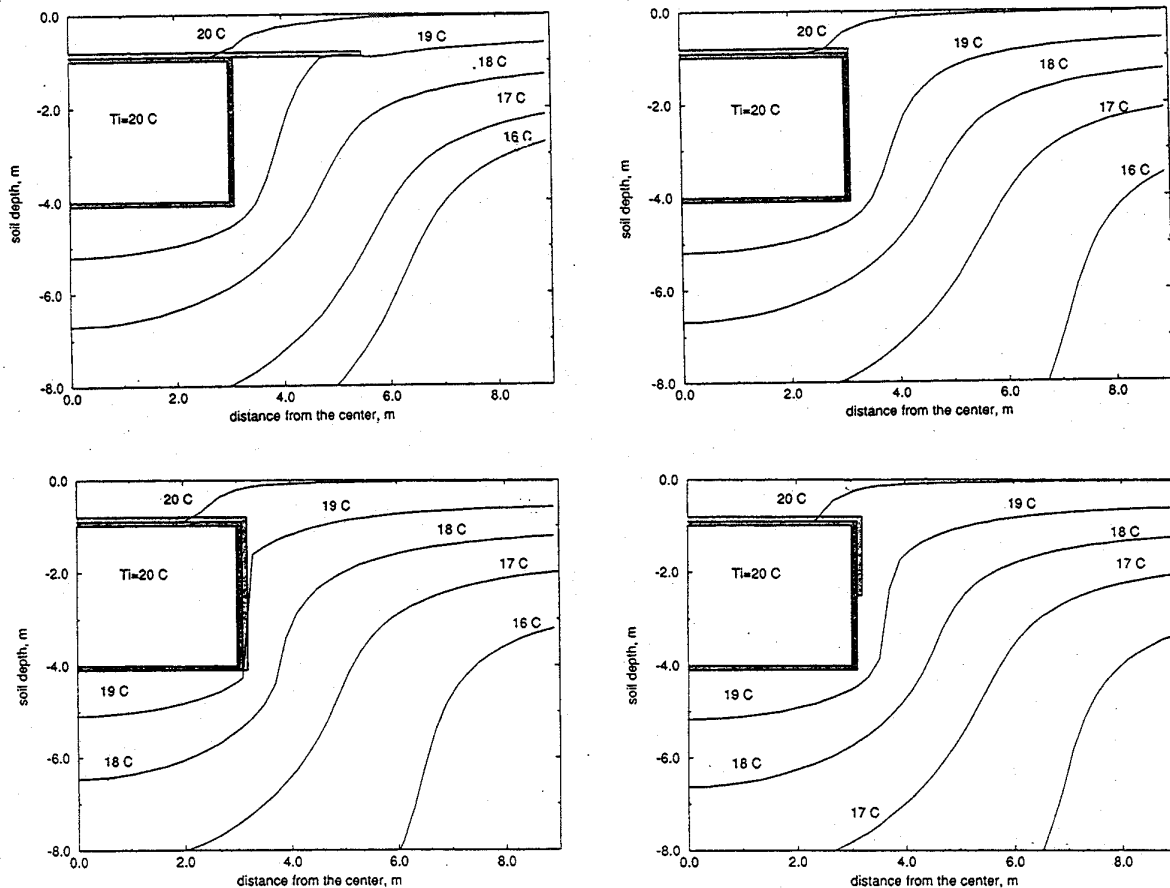 0.0
-2.0
-4.0
-6.0
-8.0
soil depth, m
20 C
19 C
18 C
17 C
16 C
Ti=20 C
0.0 2.0 4.0 6.0 8.0
distance from the center, m
0.0
-2.0
-4.0
-6.0
-8.0
soil depth, m
20 C
19 C
18 C
17 C
16 C
Ti=20 C
0.0 2.0 4.0 6.0 8.0
distance from the center, m
0.0
-2.0
-4.0
-6.0
-8.0
soil depth, m
20 C
19 C
18 C
17 C
16 C
Ti=20 C
19 C
18 C
0.0 2.0 4.0 6.0 8.0
distance from the center, m
0.0
-2.0
-4.0
-6.0
-8.0
soil depth, m
20 C
19 C
18 C
17 C
16 C
Ti=20 C
19 C
18 C
17 C
0.0 2.0 4.0 6.0 8.0
distance from the center, m